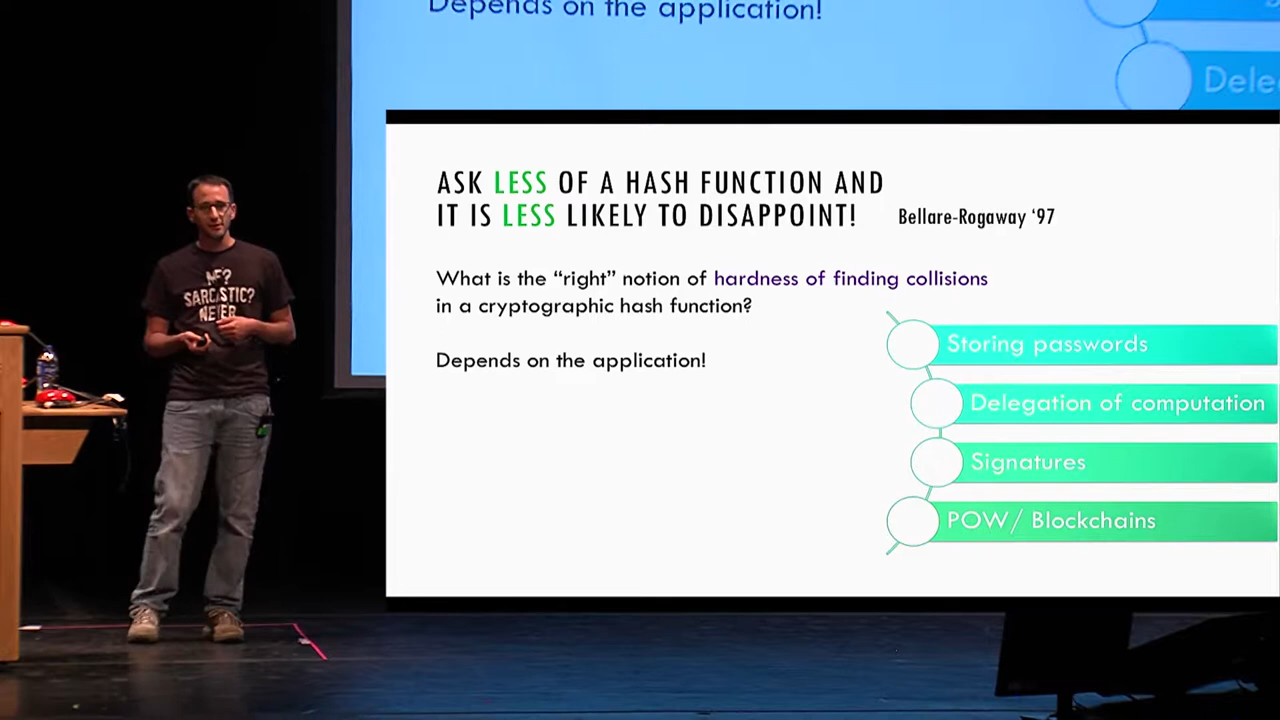 Depends on the application!
Dele
ASK LESS OF A HASH FUNCTION AND
IT IS LESS LIKELY TO DISAPPOINT! Bellare-Rogaway ‘97
What is the “right” notion of hardness of finding collisions
in a cryptographic hash function?
Depends on the application!
Storing passwords
Delegation of computation
Signatures
POW/ Blockchains
ME?
SARCASTIC?
NEVER